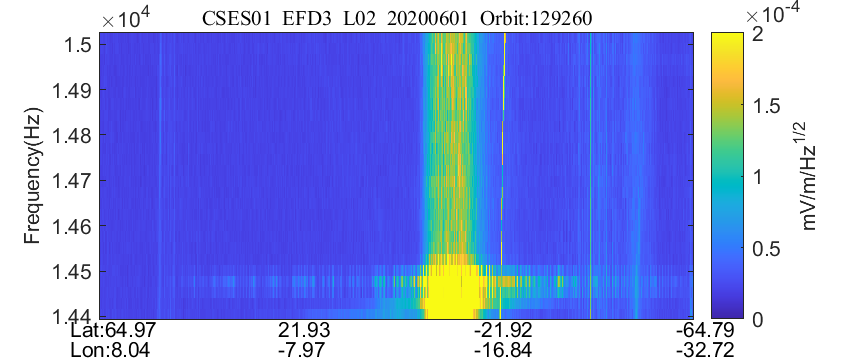 ×10⁴ CSES01 EFD3 L02 20200601 Orbit:129260 ×10⁻⁴
1.5
1.49
1.48
1.47
1.46
1.45
1.44
Frequency(Hz)
2
1.5
1
0.5
0
mV/m/Hz^1/2
Lat:64.97 21.93 -21.92 -64.79
Lon:8.04 -7.97 -16.84 -32.72